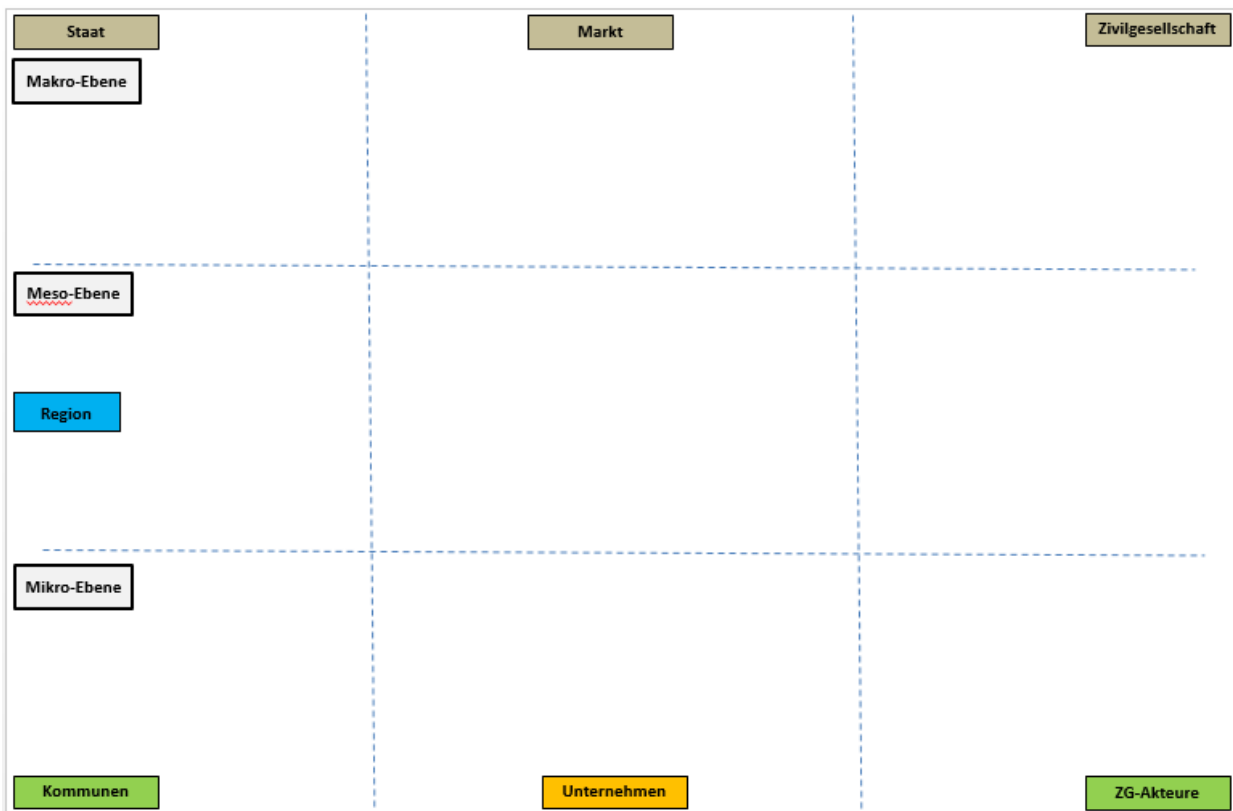 Staat
Markt
Zivilgesellschaft
Makro-Ebene
Meso-Ebene
Region
Mikro-Ebene
Kommunen
Unternehmen
ZG-Akteure